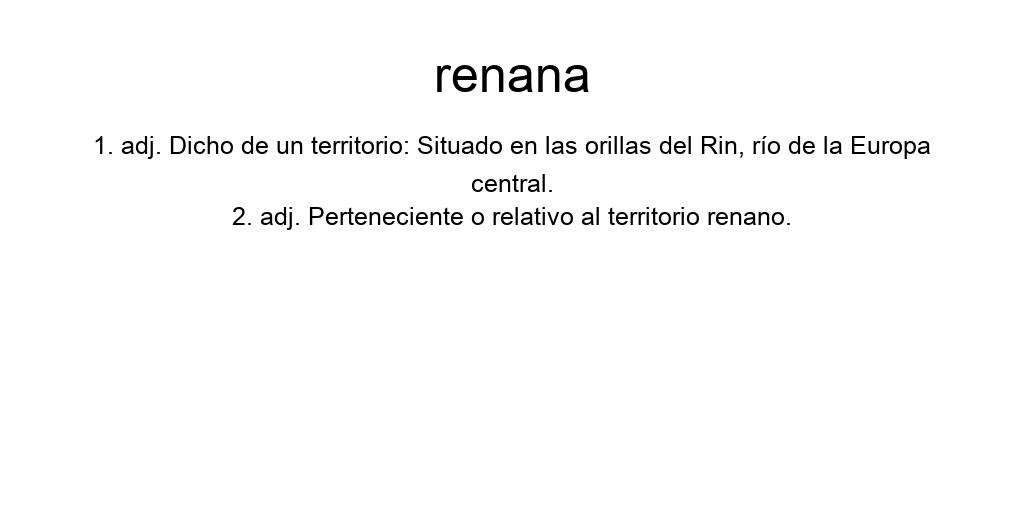 renana
1. adj. Dicho de un territorio: Situado en las orillas del Rin, río de la Europa
central.
2. adj. Perteneciente o relativo al territorio renano.